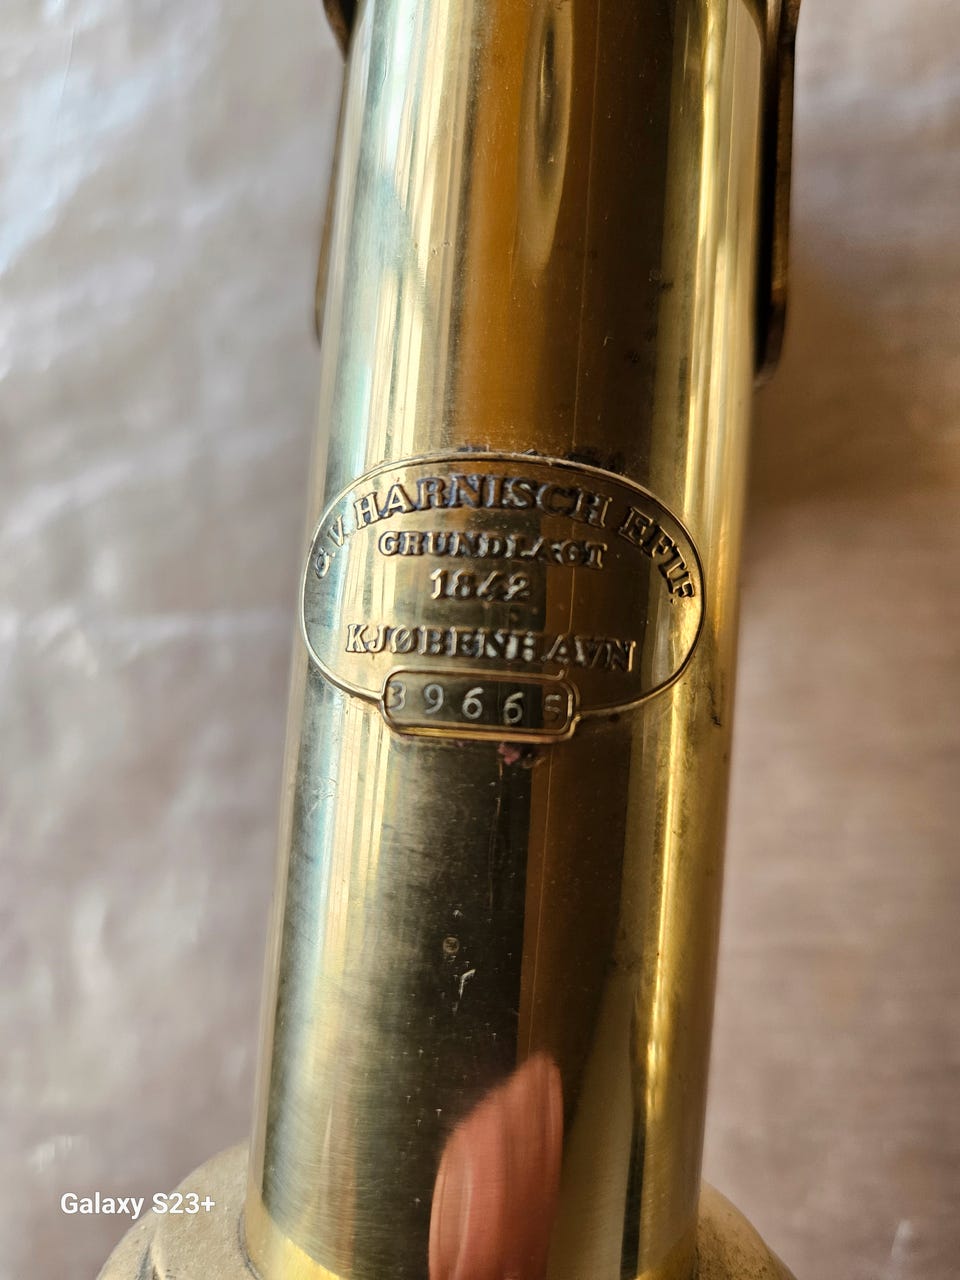 C. V. HARNISCH EFTF.
GRUNDLAGT
1842
KJØBENHAVN
39665
Galaxy S23+